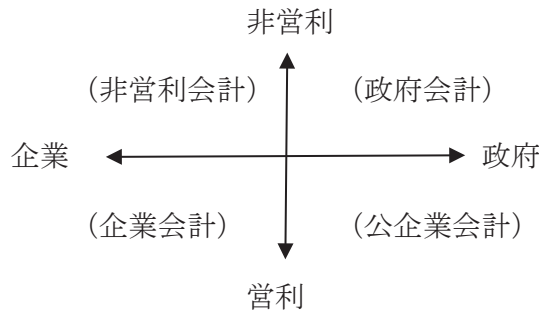 非営利
（非営利会計） （政府会計）
企業 政府
（企業会計） （公企業会計）
営利